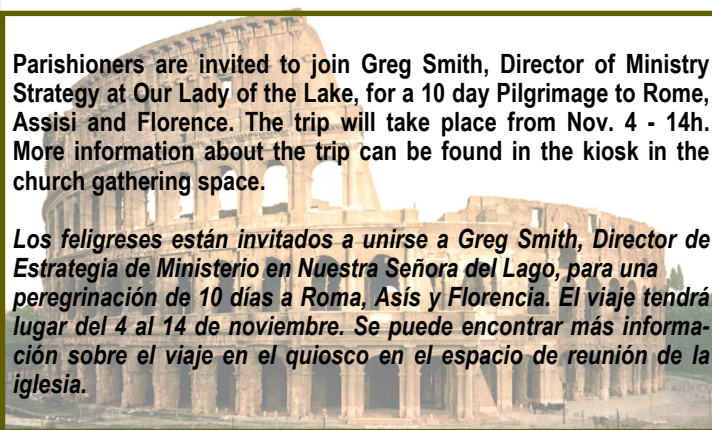 Parishioners are invited to join Greg Smith, Director of Ministry
Strategy at Our Lady of the Lake, for a 10 day Pilgrimage to Rome,
Assisi and Florence. The trip will take place from Nov. 4 - 14h.
More information about the trip can be found in the kiosk in the
church gathering space.
Los feligreses están invitados a unirse a Greg Smith, Director de
Estrategia de Ministerio en Nuestra Señora del Lago, para una
peregrinación de 10 días a Roma, Asís y Florencia. El viaje tendrá
lugar del 4 al 14 de noviembre. Se puede encontrar más informa-
ción sobre el viaje en el quiosco en el espacio de reunión de la
iglesia.